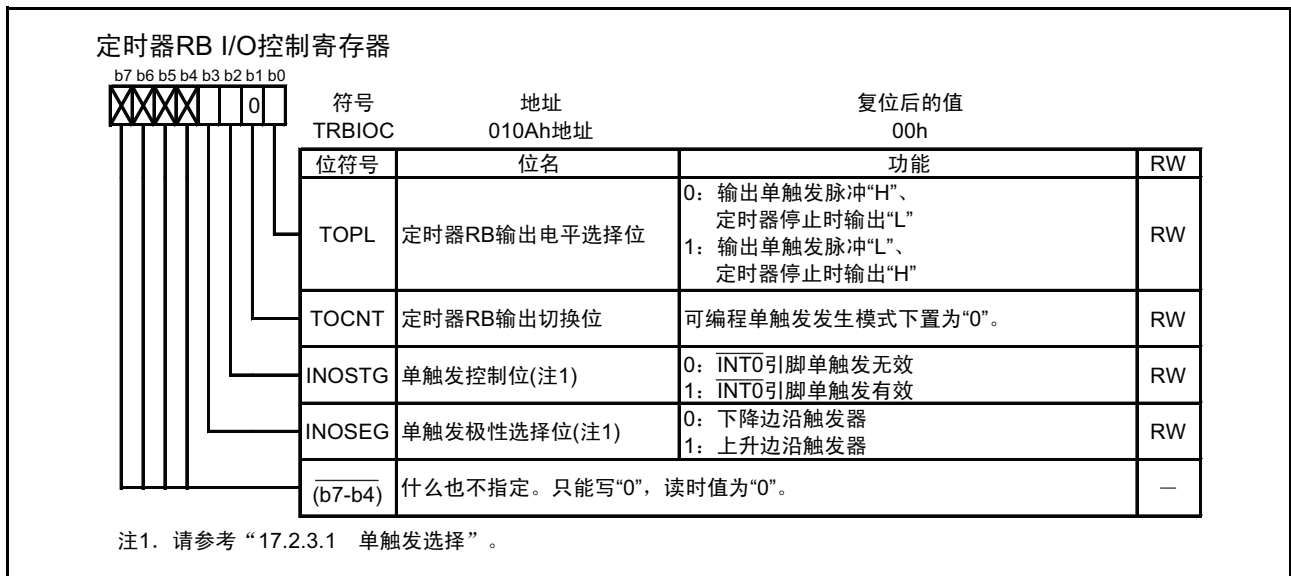 定时器RB I/O控制寄存器
b7 b6 b5 b4 b3 b2 b1 b0
0
符号 地址 复位后的值
TRBIOC 010Ah地址 00h
位符号 位名 功能 RW
TOPL 定时器RB输出电平选择位 0：输出单触发脉冲“H”、
定时器停止时输出“L”
1：输出单触发脉冲“L”、
定时器停止时输出“H” RW
TOCNT 定时器RB输出切换位 可编程单触发发生模式下置为“0”。 RW
INOSTG 单触发控制位(注1) 0：INT0引脚单触发无效
1：INT0引脚单触发有效 RW
INOSEG 单触发极性选择位(注1) 0：下降边沿触发器
1：上升边沿触发器 RW
(b7-b4) 什么也不指定。只能写“0”，读时值为“0”。 —
注1．请参考“17.2.3.1 单触发选择”。